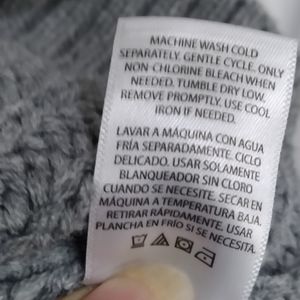 MACHINE WASH COLD
SEPARATELY. GENTLE CYCLE. ONLY
NON-CHLORINE BLEACH WHEN
NEEDED. TUMBLE DRY LOW,
REMOVE PROMPTLY. USE COOL
IRON IF NEEDED.
LAVAR A MÁQUINA CON AGUA
FRÍA SEPARADAMENTE. CICLO
DELICADO. USAR SOLAMENTE
BLANQUEADOR SIN CLORO
CUANDO SE NECESITE. SECAR EN
MÁQUINA A TEMPERATURA BAJA.
RETIRAR RÁPIDAMENTE. USAR
PLANCHA EN FRÍO SI SE NECESITA.